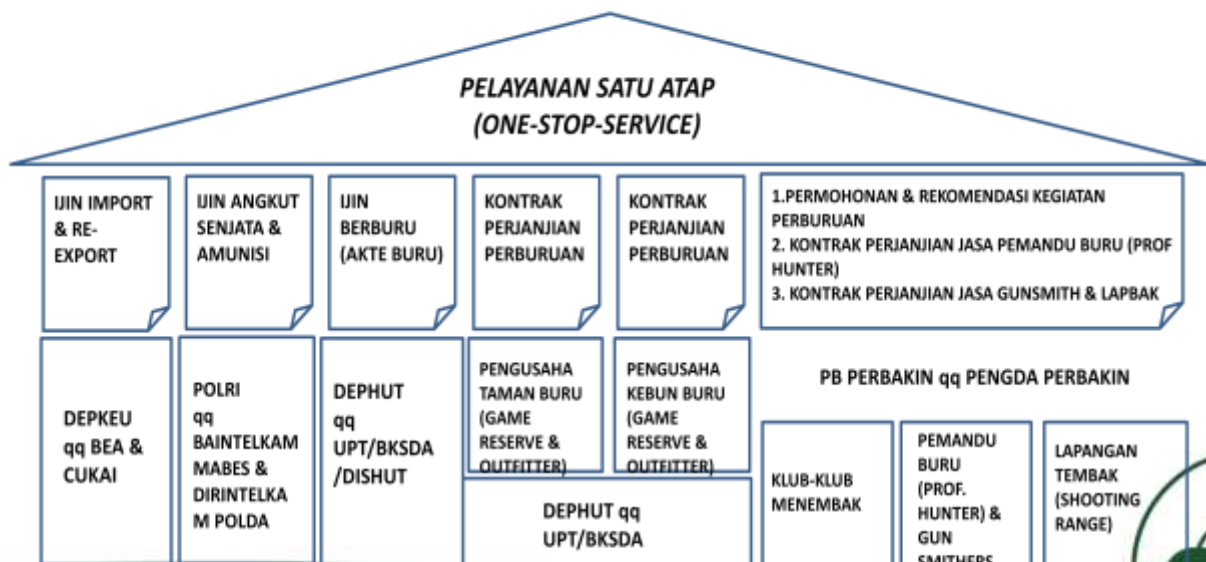 PELAYANAN SATU ATAP
(ONE-STOP-SERVICE)
IJIN IMPORT
& RE-
EXPORT
IJIN ANGKUT
SENJATA &
AMUNISI
IJIN
BERBURU
(AKTE BURU)
KONTRAK
PERJANJIAN
PERBURUAN
KONTRAK
PERJANJIAN
PERBURUAN
1.PERMOHONAN & REKOMENDASI KEGIATAN
PERBURUAN
2. KONTRAK PERJANJIAN JASA PEMANDU BURU (PROF
HUNTER)
3. KONTRAK PERJANJIAN JASA GUNSMITH & LAPBAK
DEPKEU
qq BEA &
CUKAI
POLRI
qq
BAINTELKAM
MABES &
DIRINTELKA
M POLDA
DEPHUT
qq
UPT/BKSDA
/DISHUT
PENGUSAHA
TAMAN BURU
(GAME
RESERVE &
OUTFITTER)
PENGUSAHA
KEBUN BURU
(GAME
RESERVE &
OUTFITTER)
DEPHUT qq
UPT/BKSDA
PB PERBAKIN qq PENGDA PERBAKIN
KLUB-KLUB
MENEMBAK
PEMANDU
BURU
(PROF.
HUNTER) &
GUN
SMITHERS
LAPANGAN
TEMBAK
(SHOOTING
RANGE)